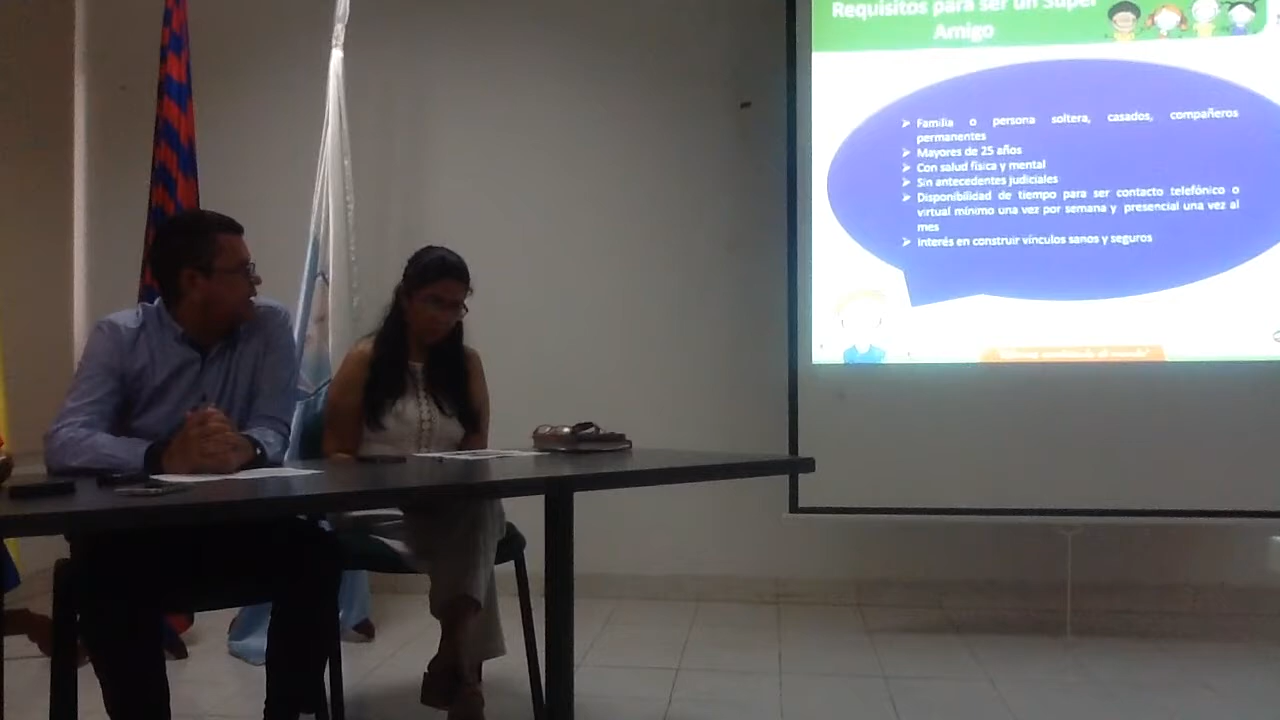 Requisitos para ser un Súper
Amigo
➢ Familia o persona soltera, casados, compañeros
permanentes
➢ Mayores de 25 años
➢ Con salud física y mental
➢ Sin antecedentes judiciales
➢ Disponibilidad de tiempo para ser contacto telefónico o
virtual mínimo una vez por semana y presencial una vez al
mes
➢ Interés en construir vínculos sanos y seguros